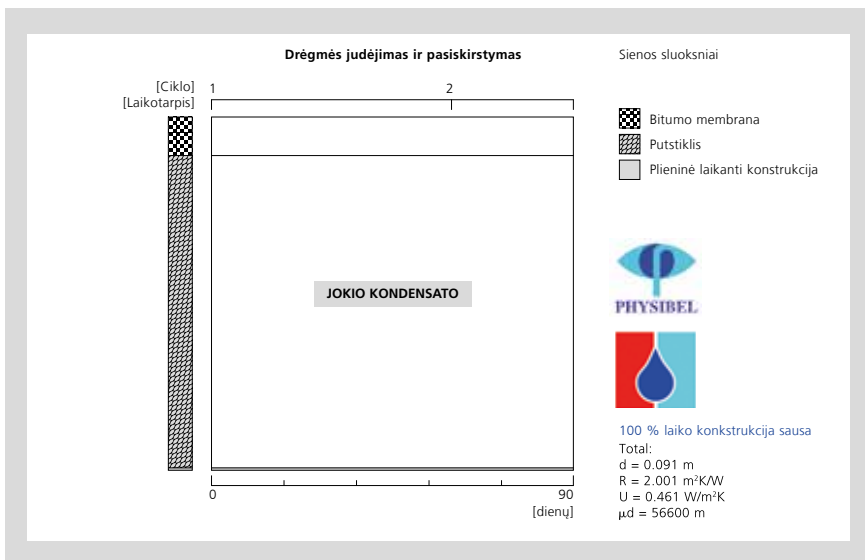 Drėgmės judėjimas ir pasiskirstymas
Sienos sluoksniai
[Ciklo] 1 2
[Laikotarpis]
Bitumo membrana
Putstiklis
Plieninė laikanti konstrukcija
JOKIO KONDENSATO
PHYSIBEL
100 % laiko konkstrukcija sausa
Total:
d = 0.091 m
R = 2.001 m²K/W
U = 0.461 W/m²K
µd = 56600 m
0 90
[dienų]